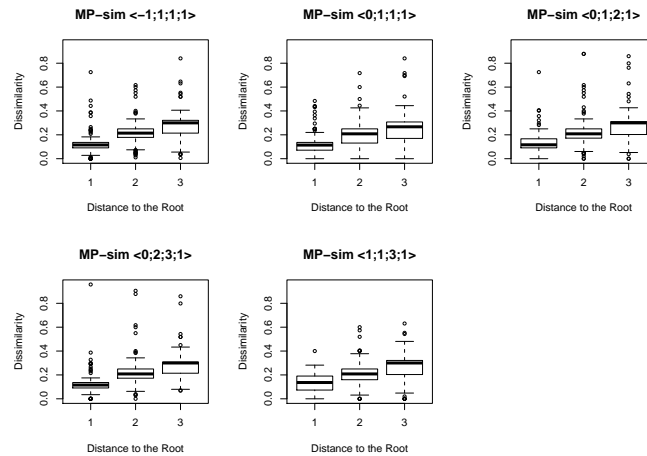 MP−sim <−1;1;1;1>
Dissimilarity
0.0 0.2 0.4 0.6 0.8
1 2 3
Distance to the Root
MP−sim <0;1;1;1>
Dissimilarity
0.0 0.2 0.4 0.6 0.8
1 2 3
Distance to the Root
MP−sim <0;1;2;1>
Dissimilarity
0.0 0.2 0.4 0.6 0.8
1 2 3
Distance to the Root
MP−sim <0;2;3;1>
Dissimilarity
0.0 0.2 0.4 0.6 0.8
1 2 3
Distance to the Root
MP−sim <1;1;3;1>
Dissimilarity
0.0 0.2 0.4 0.6 0.8
1 2 3
Distance to the Root